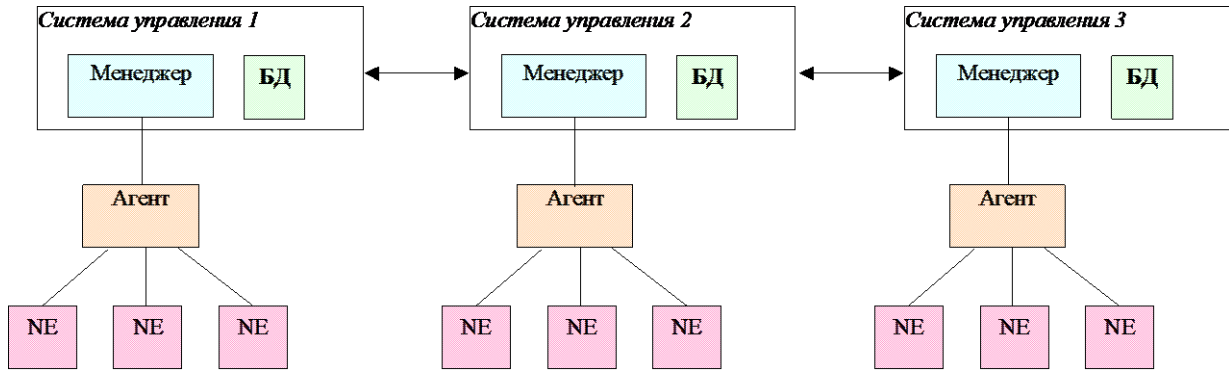 Система управления 1
Менеджер
БД
Система управления 2
Менеджер
БД
Система управления 3
Менеджер
БД
Агент
Агент
Агент
NE
NE
NE
NE
NE
NE
NE
NE
NE